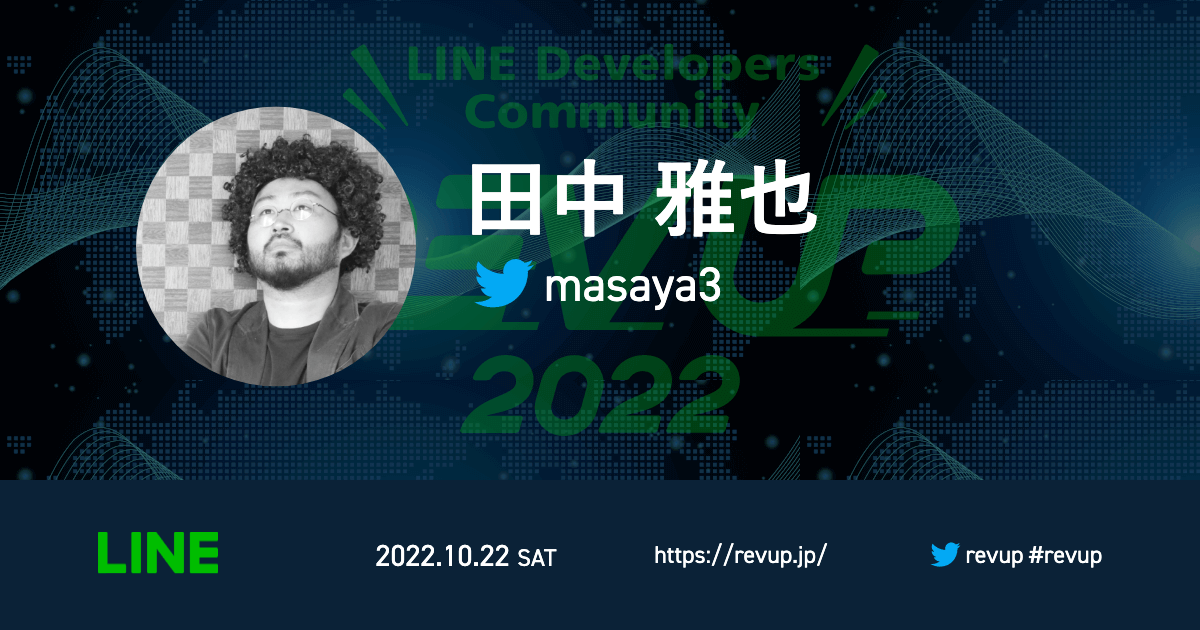 LINE Developers
Community
田中 雅也
REVUP
masaya3
2022
LINE
2022.10.22 SAT
https://revup.jp/
revup #revup